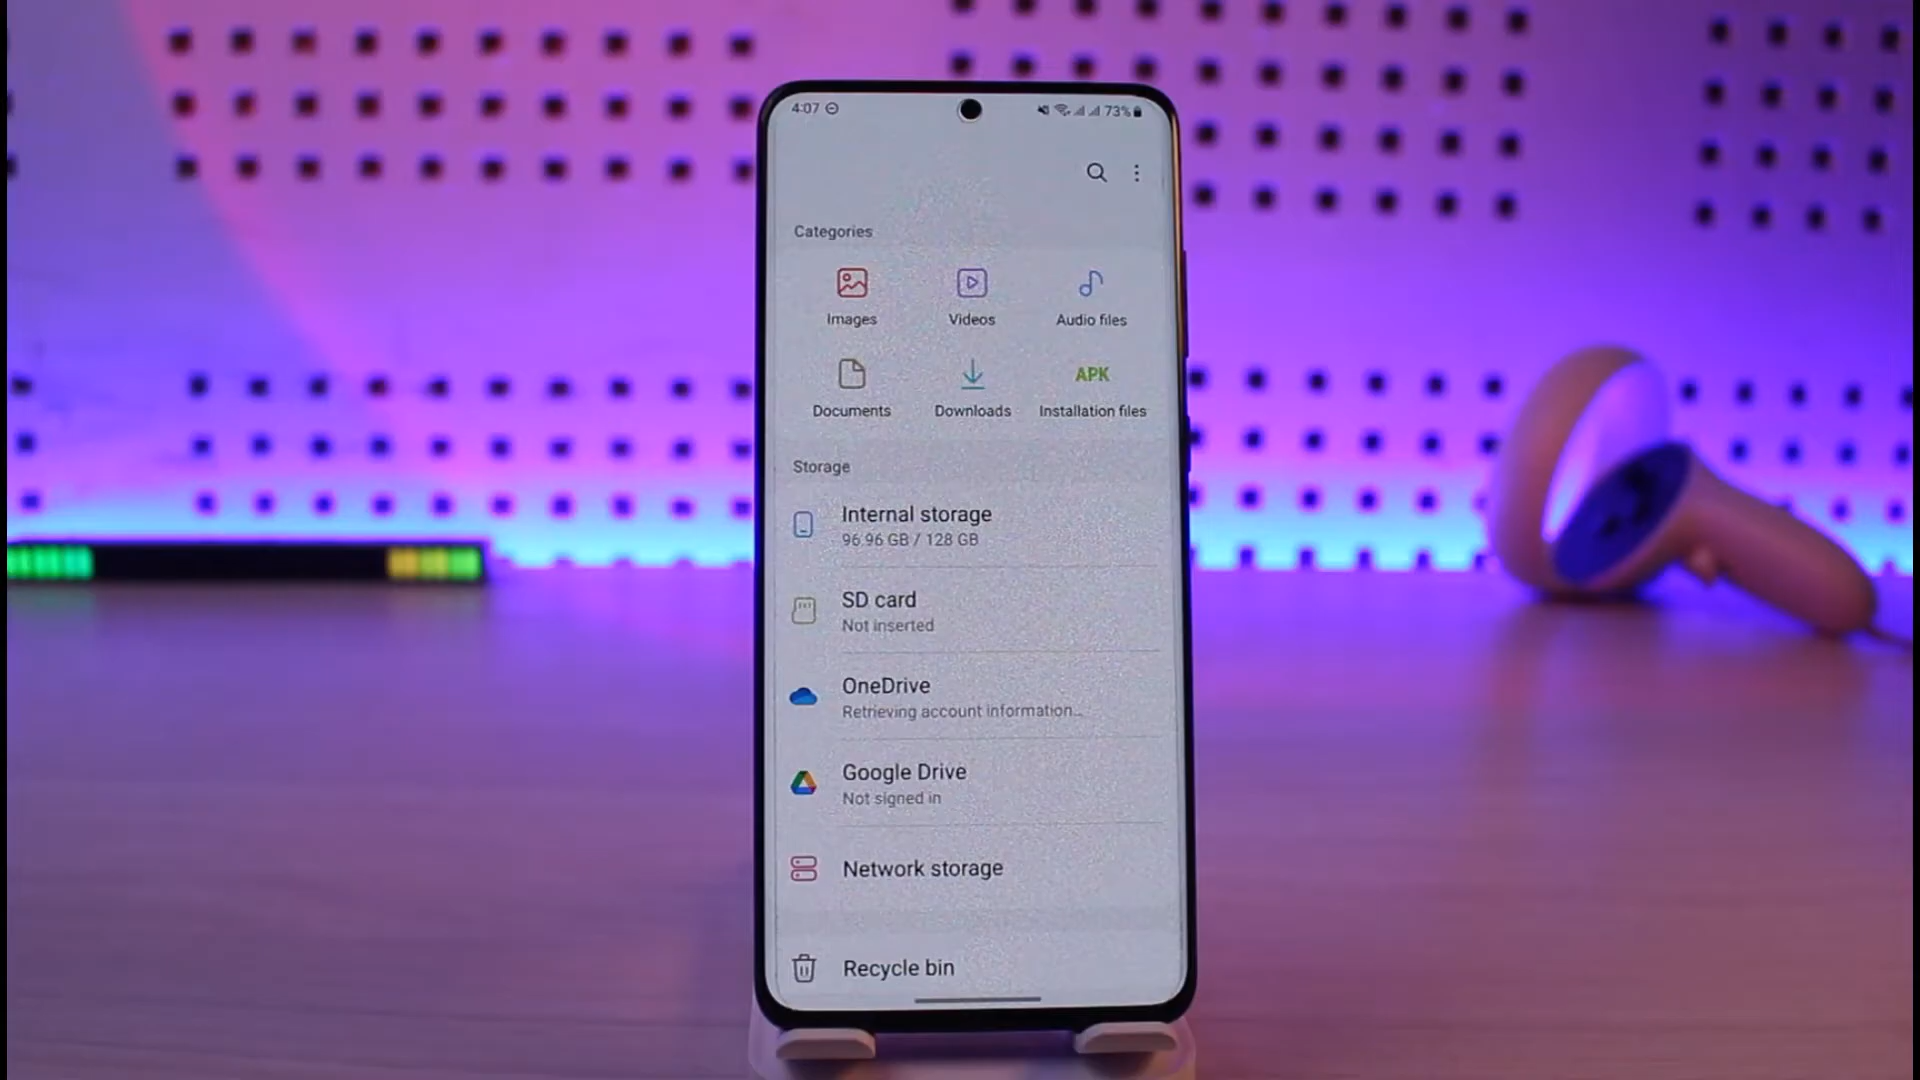 4:07
73%
Categories
Images
Videos
Audio files
APK
Documents
Downloads
Installation files
Storage
Internal storage
96.96 GB / 128 GB
SD card
Not inserted
OneDrive
Retrieving account information...
Google Drive
Not signed in
Network storage
Recycle bin